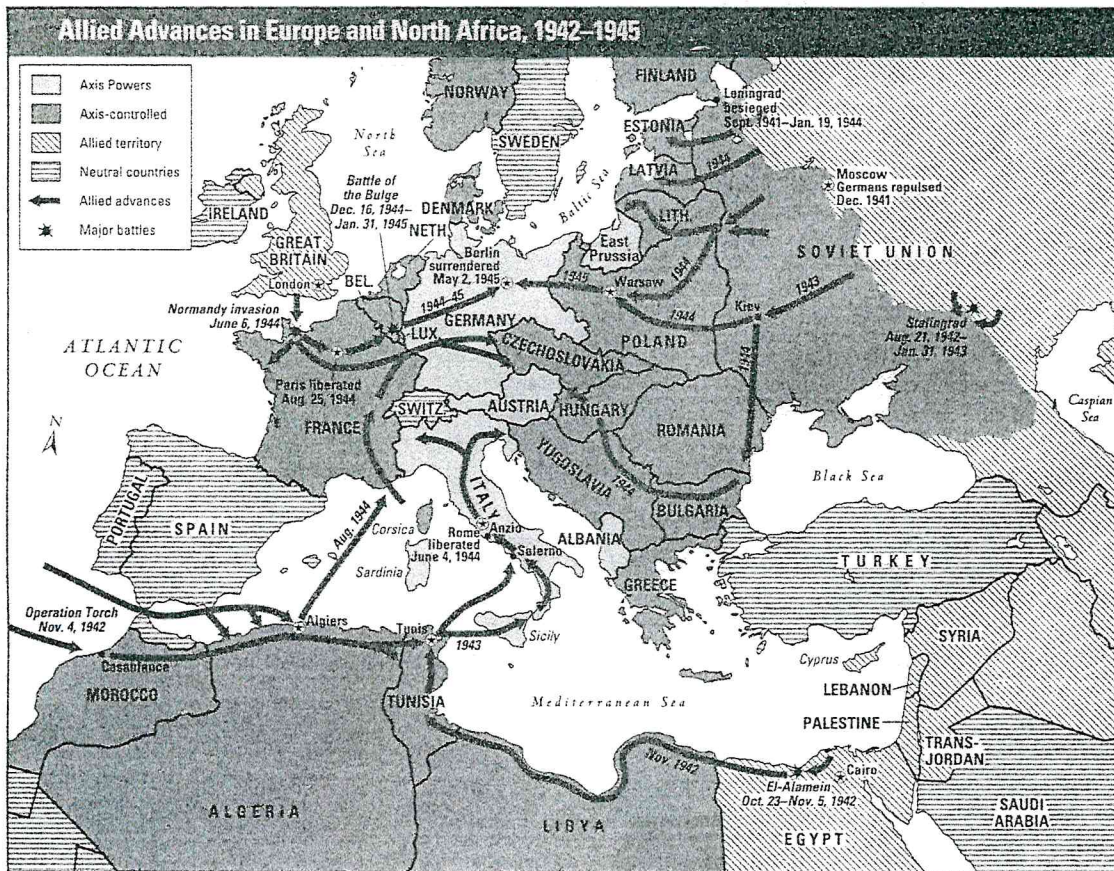 Allied Advances in Europe and North Africa, 1942–1945
Axis Powers
Axis-controlled
Allied territory
Neutral countries
Allied advances
Major battles
FINLAND
NORWAY
Leningrad
besieged
Sept. 1941–Jan. 19, 1944
North
Sea
SWEDEN
ESTONIA
1944
LATVIA
Moscow
Germans repulsed
Dec. 1941
Battle of
the Bulge
Dec. 16, 1944–
Jan. 31, 1945
Baltic Sea
IRELAND
DENMARK
LITH.
NETH.
GREAT
BRITAIN
East
Prussia
SOVIET UNION
Berlin
surrendered
May 2, 1945
London
BEL.
1945
Warsaw
1944
1943
Normandy invasion
June 6, 1944
1944-45
GERMANY
1944
Kiev
LUX.
POLAND
Stalingrad
Aug. 21, 1942–
Jan. 31, 1943
ATLANTIC
OCEAN
CZECHOSLOVAKIA
1944
Paris liberated
Aug. 25, 1944
Caspian
Sea
N
SWITZ.
AUSTRIA
HUNGARY
FRANCE
ROMANIA
YUGOSLAVIA
Black Sea
1944
PORTUGAL
SPAIN
ITALY
BULGARIA
Aug. 1944
Corsica
Rome
liberated
June 4, 1944
Anzio
ALBANIA
Salerno
TURKEY
Sardinia
GREECE
Operation Torch
Nov. 4, 1942
Algiers
Tunis
1943
Sicily
SYRIA
Casablanca
Cyprus
MOROCCO
TUNISIA
LEBANON
Mediterranean Sea
PALESTINE
TRANS-
JORDAN
Nov. 1942
Cairo
El-Alamein
Oct. 23–Nov. 5, 1942
ALGERIA
LIBYA
EGYPT
SAUDI
ARABIA